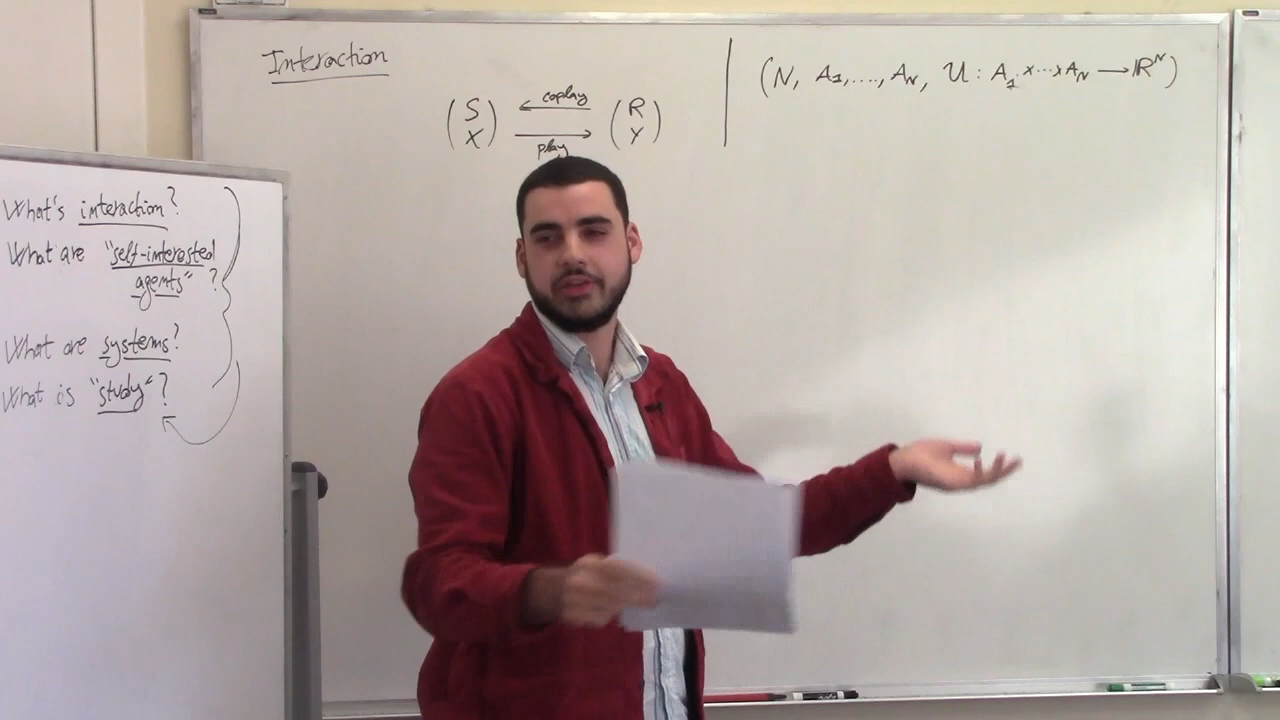 What's interaction?
What are "self-interested
agents"?
What are systems?
What is "study"?
Interaction
(S X) ⟵ coplay (R Y)
⟶ play
(N, A1,..., AN, U : A1 x...x AN ⟶ ℝ^N)